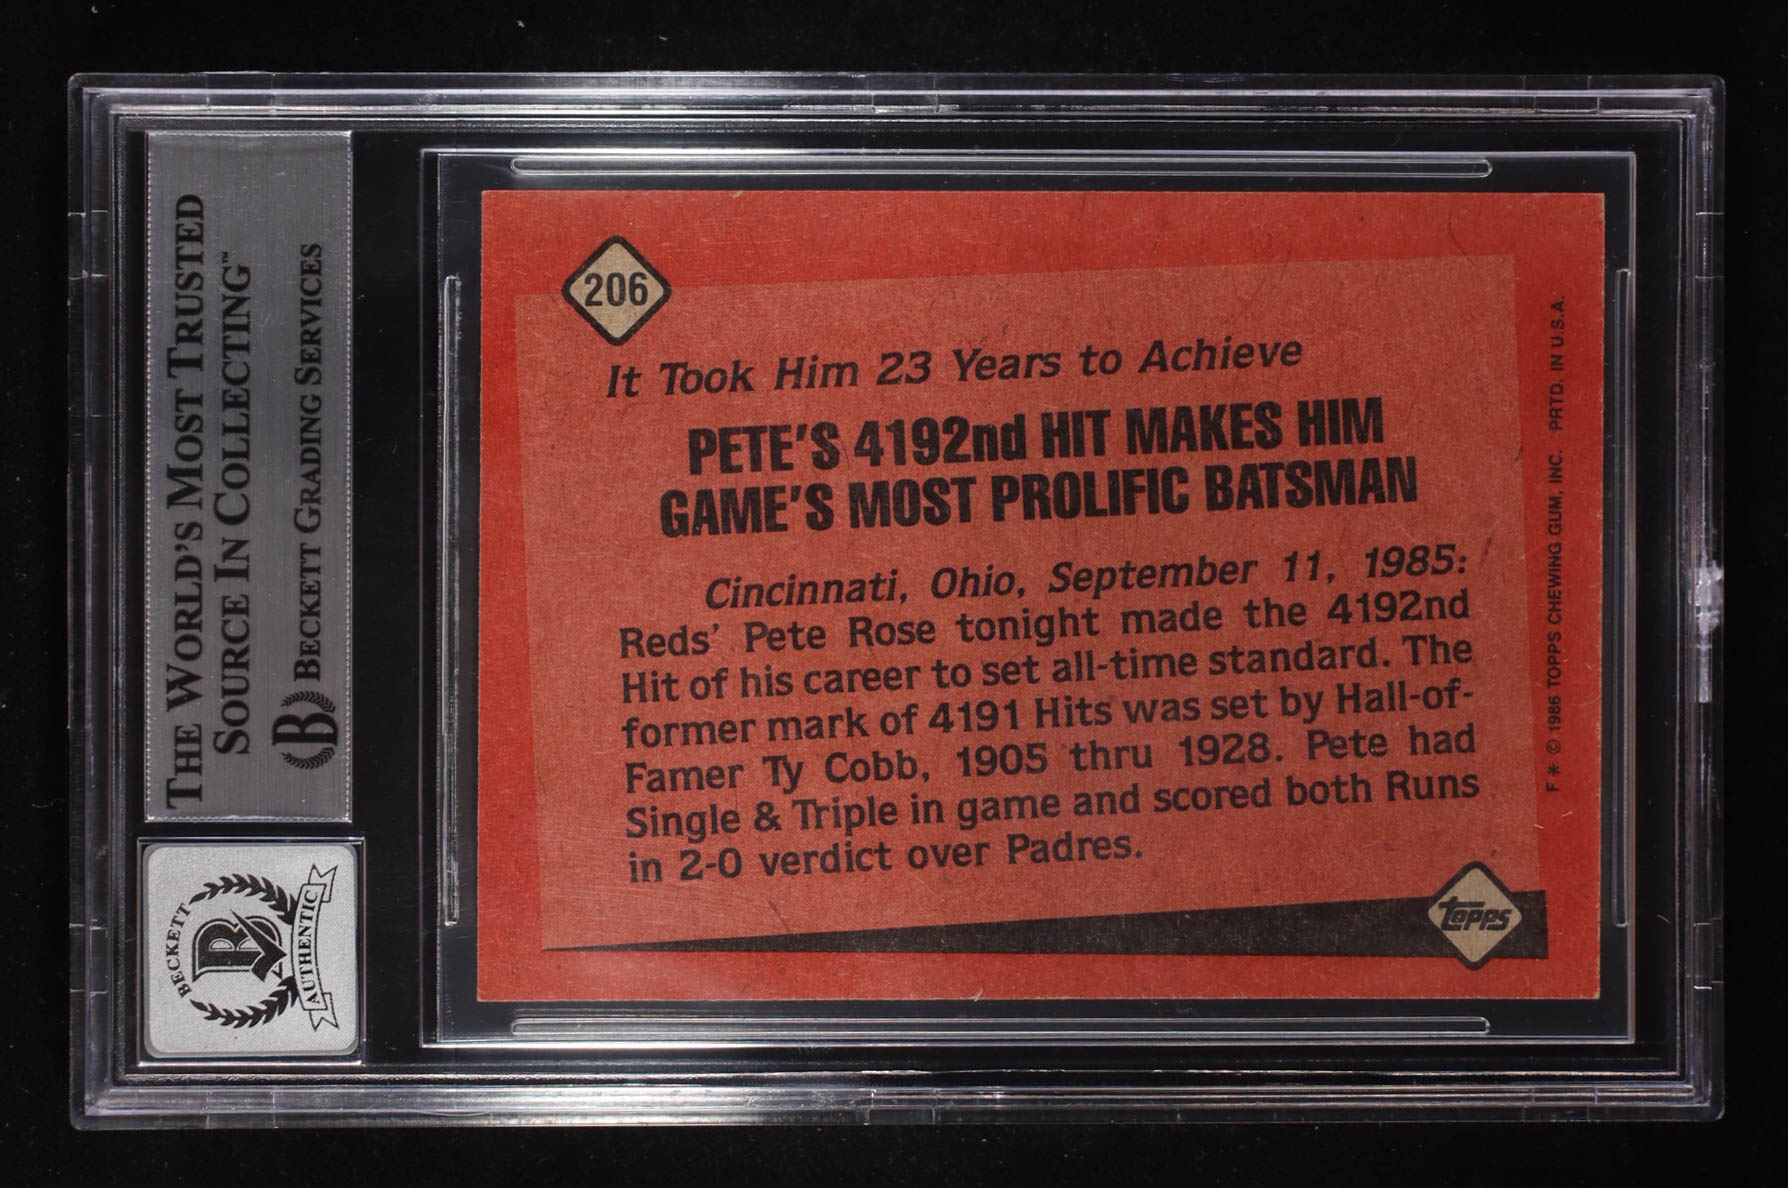 THE WORLD'S MOST TRUSTED
SOURCE IN COLLECTING™
B BECKETT GRADING SERVICES
BECKETT
B
AUTHENTIC
206
It Took Him 23 Years to Achieve
PETE'S 4192nd HIT MAKES HIM
GAME'S MOST PROLIFIC BATSMAN
Cincinnati, Ohio, September 11, 1985:
Reds' Pete Rose tonight made the 4192nd
Hit of his career to set all-time standard. The
former mark of 4191 Hits was set by Hall-of-
Famer Ty Cobb, 1905 thru 1928. Pete had
Single & Triple in game and scored both Runs
in 2-0 verdict over Padres.
topps
F * © 1986 TOPPS CHEWING GUM, INC. PRTD. IN U.S.A.